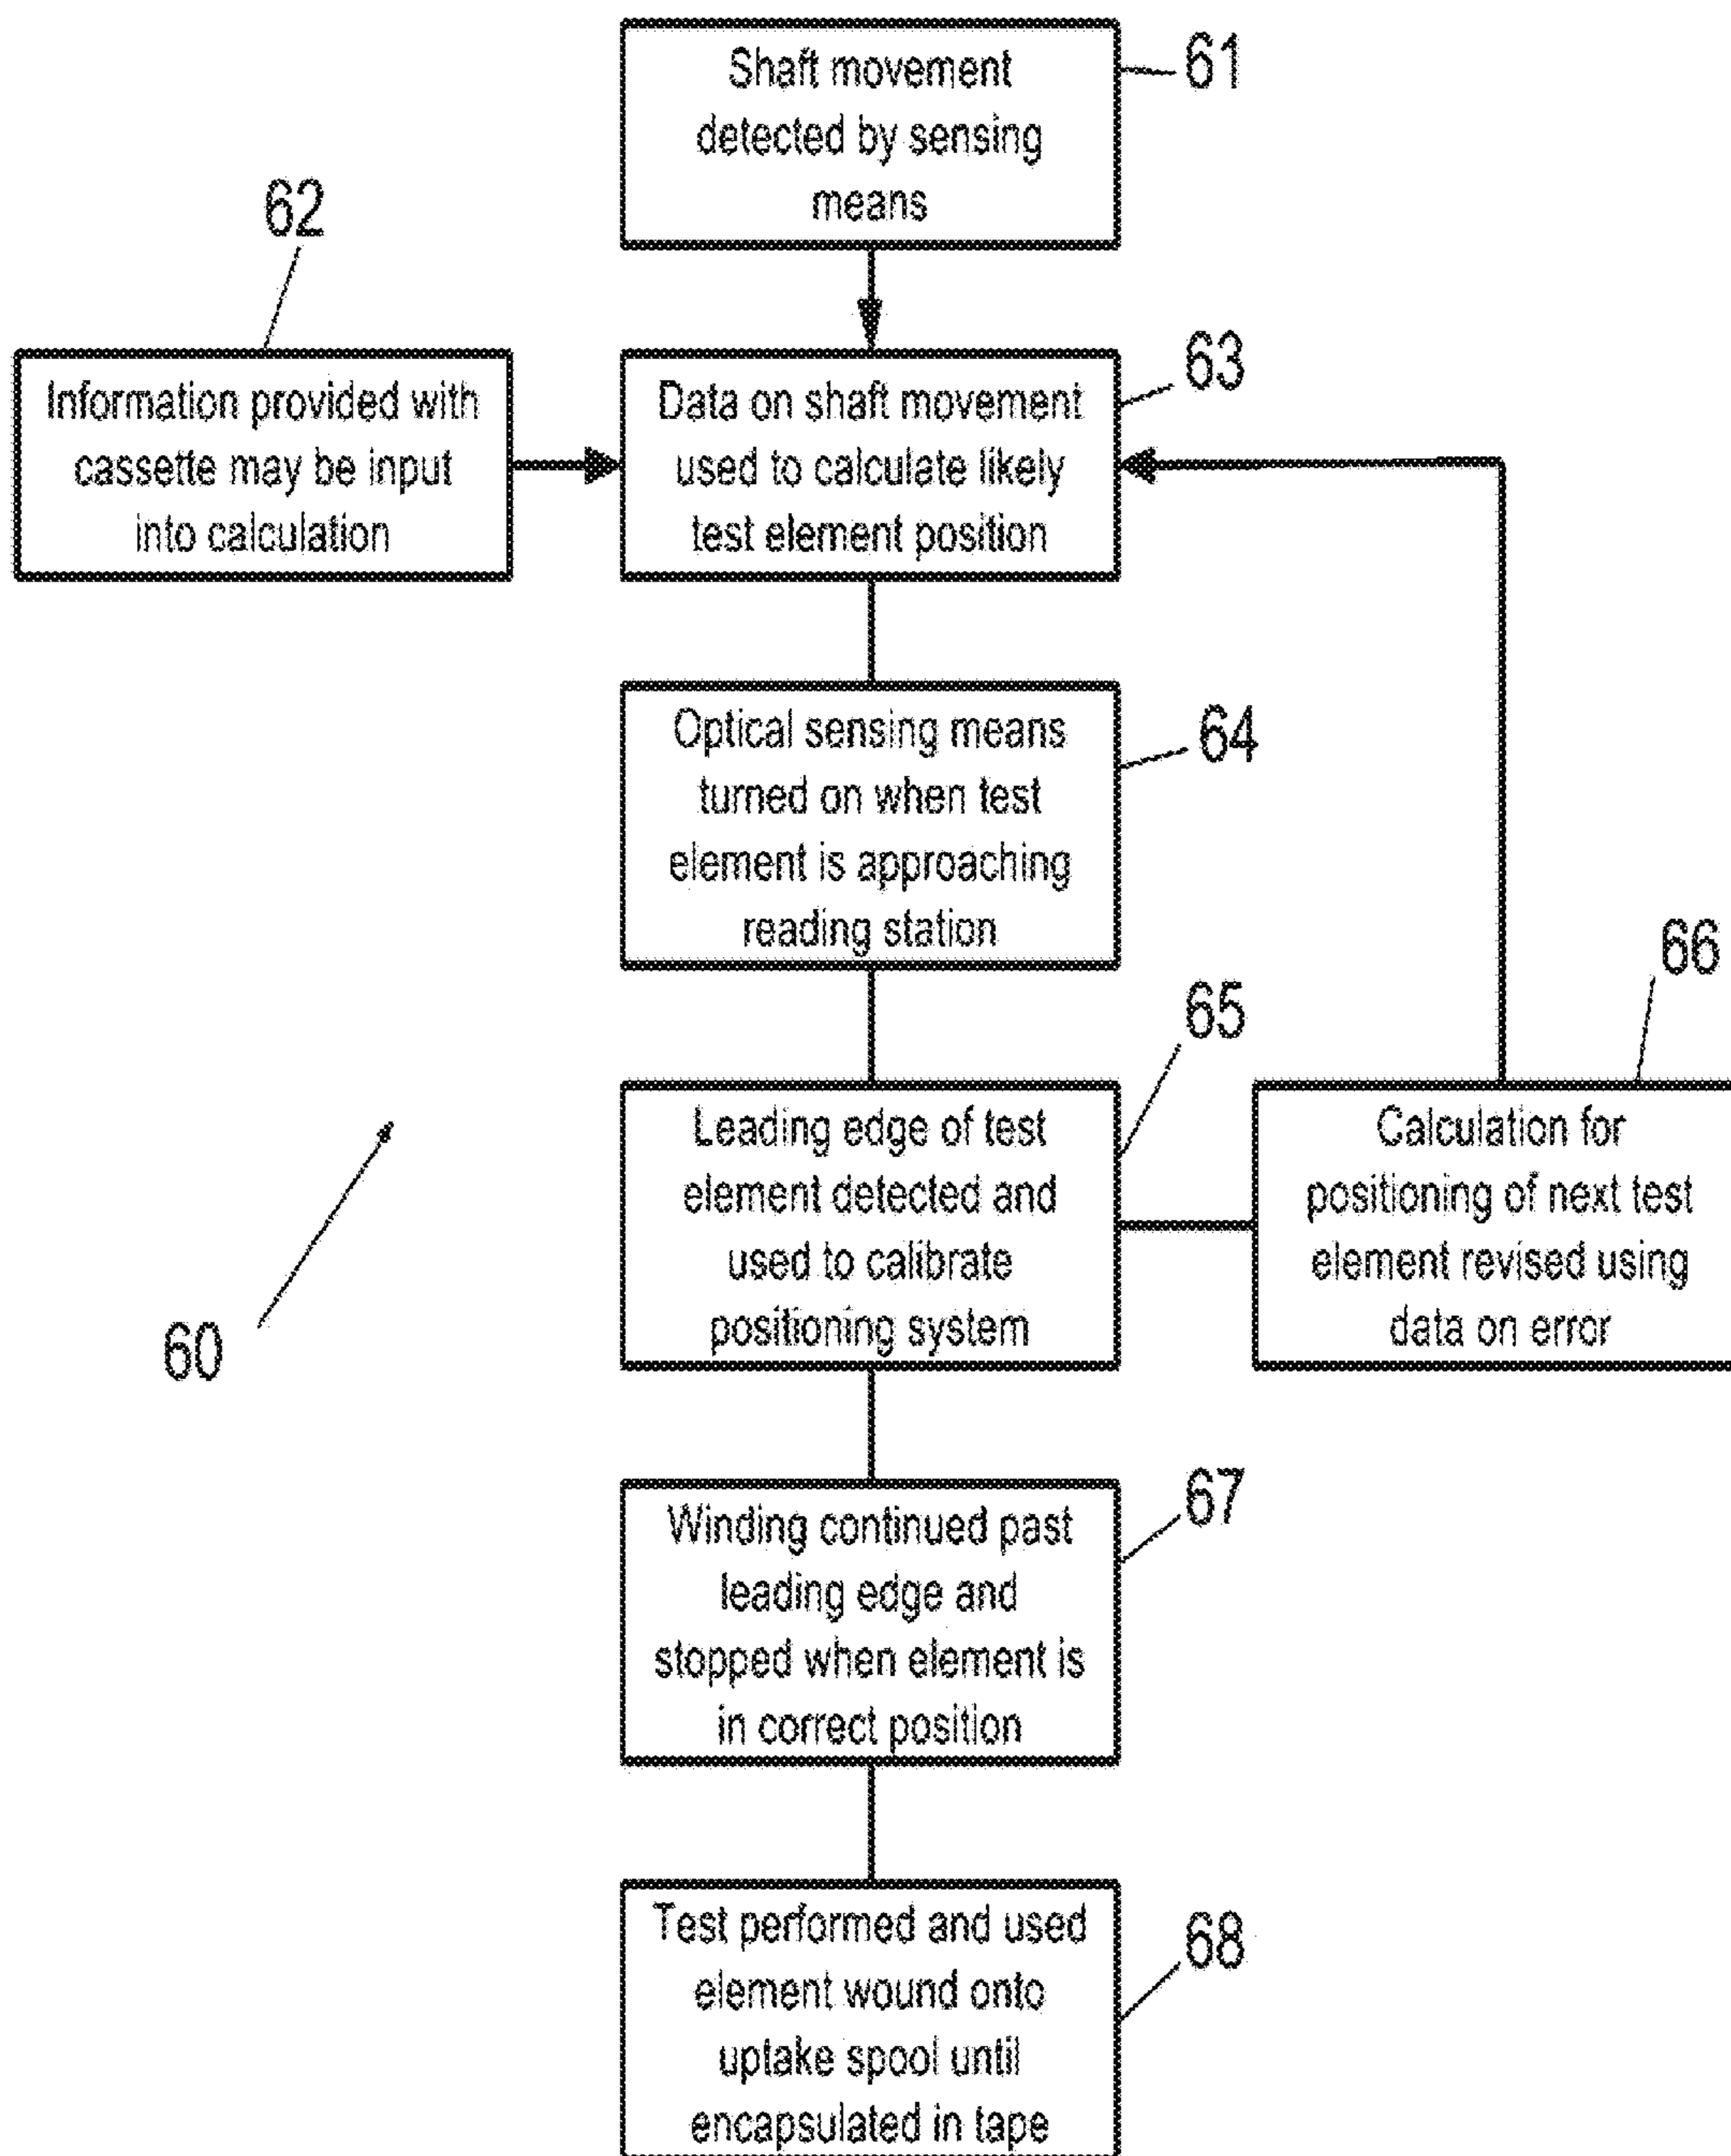 Shaft movement
detected by sensing
means
61
62
Information provided with
cassette may be input
into calculation
Data on shaft movement
used to calculate likely
test element position
63
Optical sensing means
turned on when test
element is approaching
reading station
64
Leading edge of test
element detected and
used to calibrate
positioning system
65
Calculation for
positioning of next test
element revised using
data on error
66
60
Winding continued past
leading edge and
stopped when element is
in correct position
67
Test performed and used
element wound onto
uptake spool until
encapsulated in tape
68